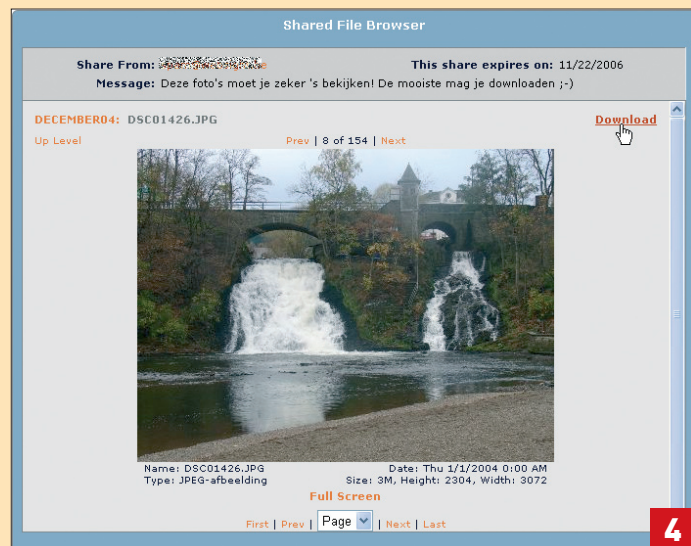 Shared File Browser
Share From: This share expires on: 11/22/2006
Message: Deze foto's moet je zeker 's bekijken! De mooiste mag je downloaden ;-)
DECEMBER04: DSC01426.JPG Download
Up Level Prev | 8 of 154 | Next
Name: DSC01426.JPG Date: Thu 1/1/2004 0:00 AM
Type: JPEG-afbeelding Size: 3M, Height: 2304, Width: 3072
Full Screen
First | Prev | Page | Next | Last
4